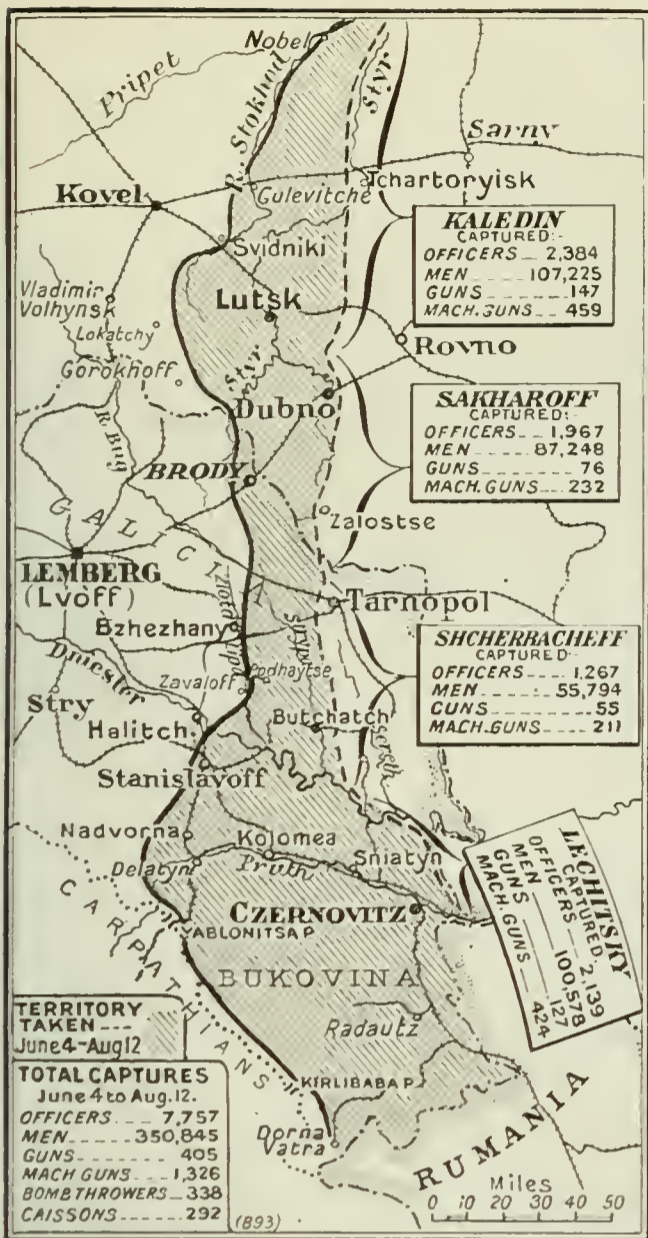 Nobel
Pripet
R. Stokhod
Styr
Sarny
Tchartoryisk
Kovel
Gulevitche
KALEDIN
CAPTURED:-
OFFICERS 2,384
MEN 107,225
GUNS 147
MACH. GUNS 459
Svidniki
Vladimir
Volhynsk
Lutsk
Lokatchy
Rovno
Gorokhoff
Styr
Dubno
SAKHAROFF
CAPTURED:-
OFFICERS 1,967
MEN 87,248
GUNS 76
MACH. GUNS 232
R. Bug
BRODY
Zalostse
GALICIA
LEMBERG
(Lvoff)
Zlota Lipa
Tarnopol
Bzhezhany
Strypa
SHCHERBACHEFF
CAPTURED:-
OFFICERS 1,267
MEN 55,794
GUNS 55
MACH. GUNS 211
Dniester
Zavaloff
Podhaytse
Stry
Halitch.
Butchatch
Sereth
Stanislavoff
Nadvorna
Kolomea
Delatyn
Pruth
Sniatyn
LECHITSKY
CAPTURED:
OFFICERS 2,139
MEN 100,578
GUNS 127
MACH. GUNS 424
CZERNOVITZ
YABLONITSA P
CARPATHIANS
BUKOVINA
TERRITORY
TAKEN ---
June 4-Aug 12
Radautz
TOTAL CAPTURES
June 4 to Aug. 12.
OFFICERS 7,757
MEN 350,845
GUNS 405
MACH GUNS 1,326
BOMB THROWERS 338
CAISSONS 292
KIRLIBABA P
Dorna
Vatra
RUMANIA
Miles
0 10 20 30 40 50
(893)